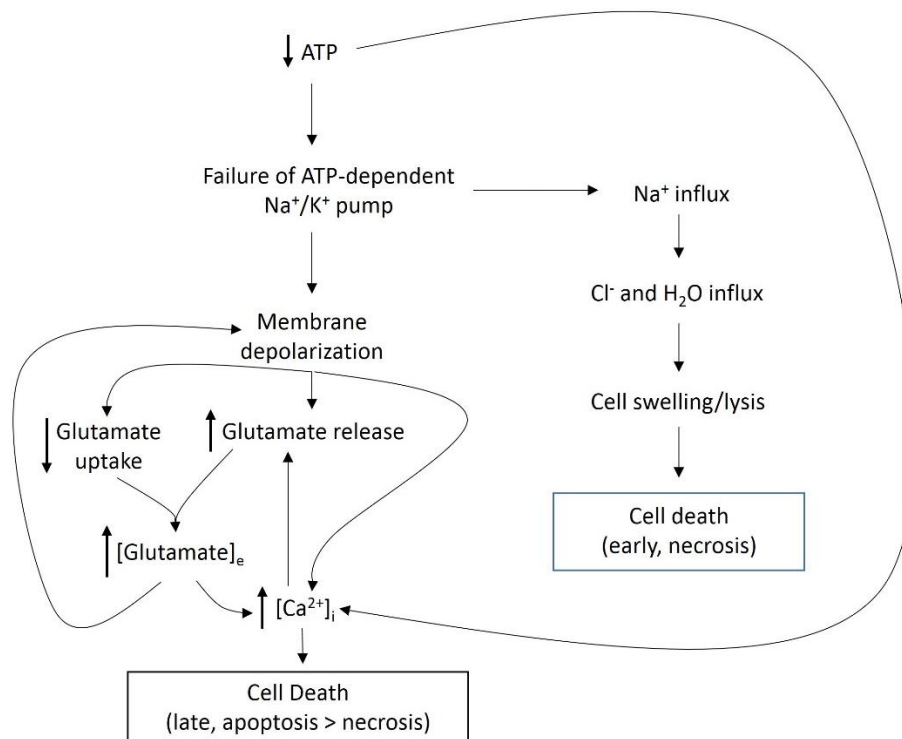 ATP
Failure of ATP-dependent
Na⁺/K⁺ pump
Na⁺ influx
Cl⁻ and H₂O influx
Membrane
depolarization
Cell swelling/lysis
Glutamate
uptake
Glutamate release
Cell death
(early, necrosis)
[Glutamate]ₑ
[Ca²⁺]ᵢ
Cell Death
(late, apoptosis > necrosis)